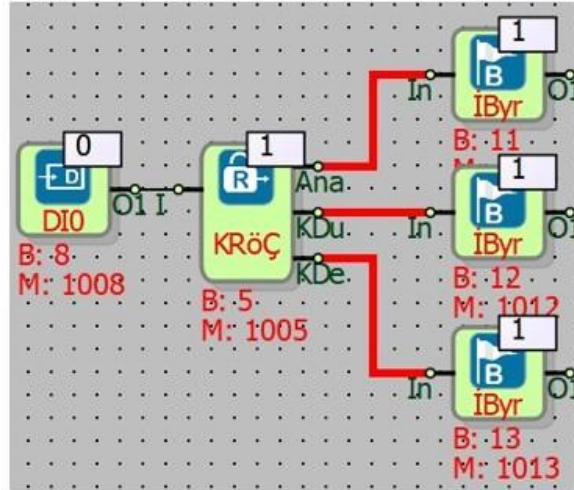 1
B
In
İByr
O1
B: 11
0
D
DI0
O1
I
B: 8
M: 1008
1
R
KRöÇ
Ana
KDu
KDe
B: 5
M: 1005
1
B
In
İByr
O1
B: 12
M: 1012
1
B
In
İByr
O1
B: 13
M: 1013